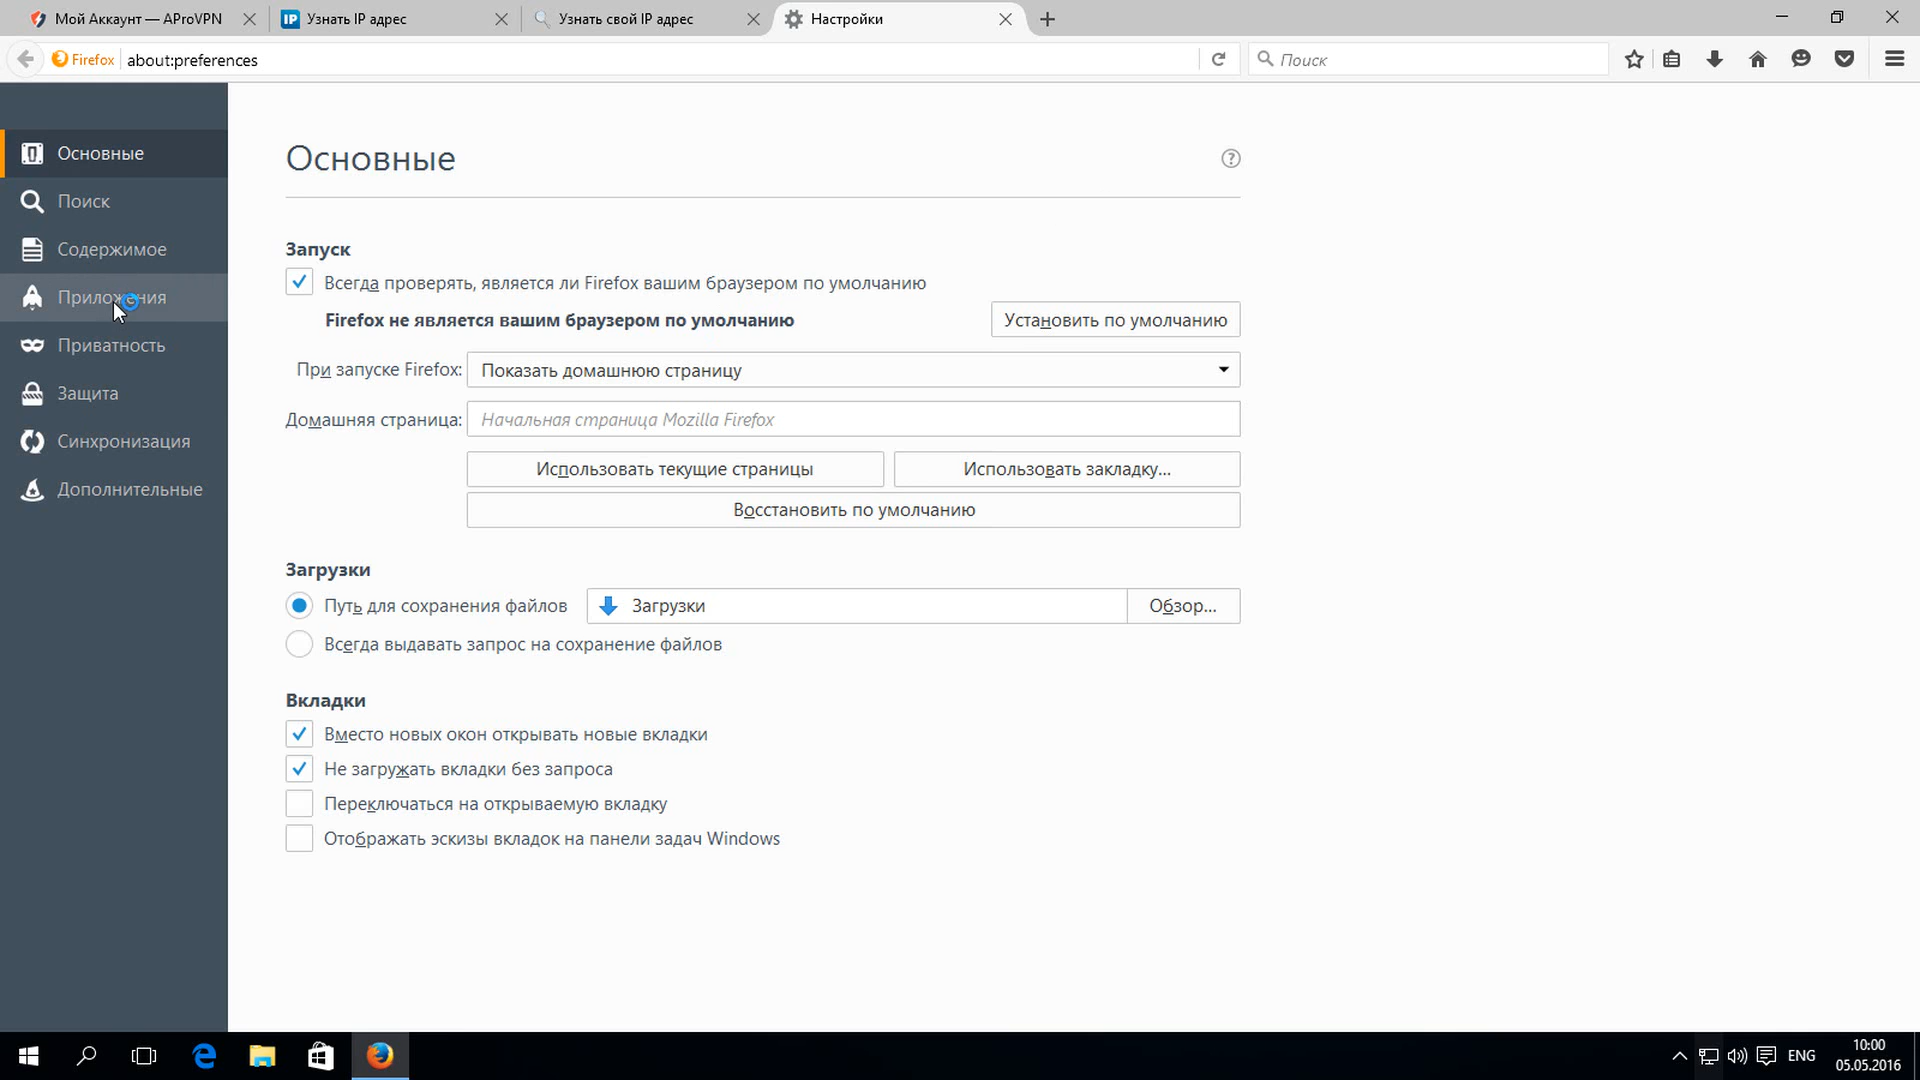 Мой Аккаунт — AProVPN
IP Узнать IP адрес
Узнать свой IP адрес
Настройки
Firefox about:preferences
Поиск
Основные
Поиск
Содержимое
Приложения
Приватность
Защита
Синхронизация
Дополнительные
Основные
?
Запуск
Всегда проверять, является ли Firefox вашим браузером по умолчанию
Firefox не является вашим браузером по умолчанию
Установить по умолчанию
При запуске Firefox: Показать домашнюю страницу
Домашняя страница: Начальная страница Mozilla Firefox
Использовать текущие страницы
Использовать закладку...
Восстановить по умолчанию
Загрузки
Путь для сохранения файлов Загрузки Обзор...
Всегда выдавать запрос на сохранение файлов
Вкладки
Вместо новых окон открывать новые вкладки
Не загружать вкладки без запроса
Переключаться на открываемую вкладку
Отображать эскизы вкладок на панели задач Windows
ENG
10:00
05.05.2016